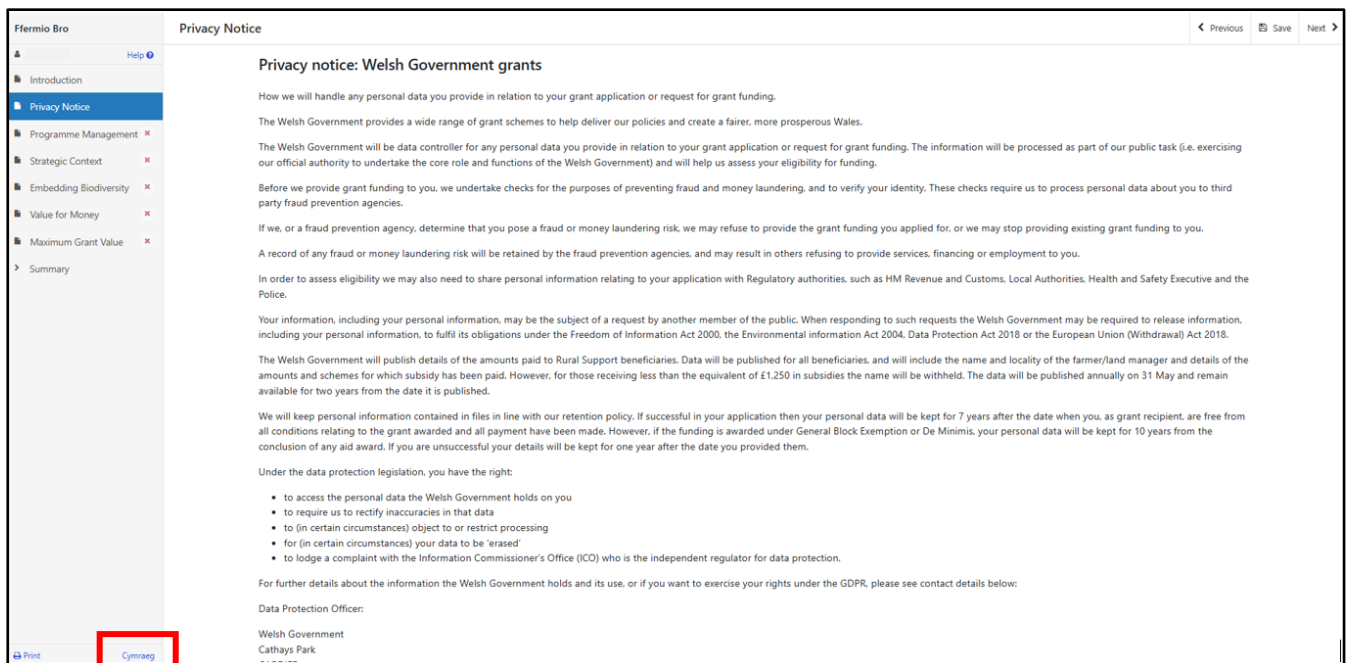 Ffermio Bro
Help
Introduction
Privacy Notice
Programme Management
Strategic Context
Embedding Biodiversity
Value for Money
Maximum Grant Value
Summary
Print
Cymraeg
Privacy Notice
Previous
Save
Next
Privacy notice: Welsh Government grants
How we will handle any personal data you provide in relation to your grant application or request for grant funding.
The Welsh Government provides a wide range of grant schemes to help deliver our policies and create a fairer, more prosperous Wales.
The Welsh Government will be data controller for any personal data you provide in relation to your grant application or request for grant funding. The information will be processed as part of our public task (i.e. exercising
our official authority to undertake the core role and functions of the Welsh Government) and will help us assess your eligibility for funding.
Before we provide grant funding to you, we undertake checks for the purposes of preventing fraud and money laundering, and to verify your identity. These checks require us to process personal data about you to third
party fraud prevention agencies.
If we, or a fraud prevention agency, determine that you pose a fraud or money laundering risk, we may refuse to provide the grant funding you applied for, or we may stop providing existing grant funding to you.
A record of any fraud or money laundering risk will be retained by the fraud prevention agencies, and may result in others refusing to provide services, financing or employment to you.
In order to assess eligibility we may also need to share personal information relating to your application with Regulatory authorities, such as HM Revenue and Customs, Local Authorities, Health and Safety Executive and the
Police.
Your information, including your personal information, may be the subject of a request by another member of the public. When responding to such requests the Welsh Government may be required to release information,
including your personal information, to fulfil its obligations under the Freedom of Information Act 2000, the Environmental information Act 2004, Data Protection Act 2018 or the European Union (Withdrawal) Act 2018.
The Welsh Government will publish details of the amounts paid to Rural Support beneficiaries. Data will be published for all beneficiaries, and will include the name and locality of the farmer/land manager and details of the
amounts and schemes for which subsidy has been paid. However, for those receiving less than the equivalent of £1,250 in subsidies the name will be withheld. The data will be published annually on 31 May and remain
available for two years from the date it is published.
We will keep personal information contained in files in line with our retention policy. If successful in your application then your personal data will be kept for 7 years after the date when you, as grant recipient, are free from
all conditions relating to the grant awarded and all payment have been made. However, if the funding is awarded under General Block Exemption or De Minimis, your personal data will be kept for 10 years from the
conclusion of any aid award. If you are unsuccessful your details will be kept for one year after the date you provided them.
Under the data protection legislation, you have the right:
• to access the personal data the Welsh Government holds on you
• to require us to rectify inaccuracies in that data
• to (in certain circumstances) object to or restrict processing
• for (in certain circumstances) your data to be 'erased'
• to lodge a complaint with the Information Commissioner's Office (ICO) who is the independent regulator for data protection.
For further details about the information the Welsh Government holds and its use, or if you want to exercise your rights under the GDPR, please see contact details below:
Data Protection Officer:
Welsh Government
Cathays Park